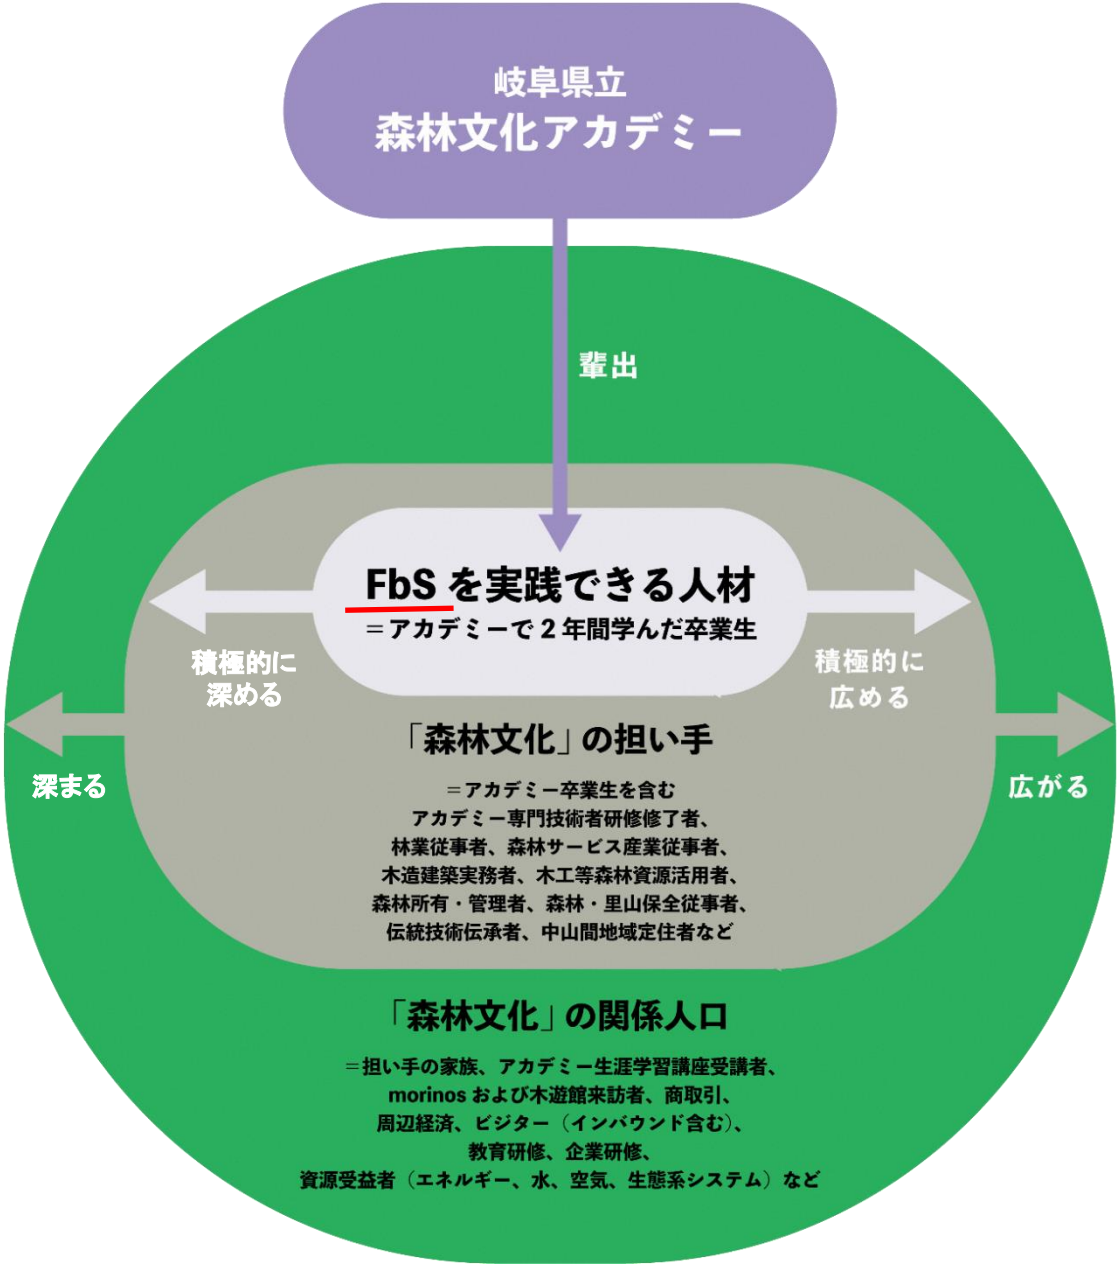 岐阜県立
森林文化アカデミー
輩出
FbS を実践できる人材
＝アカデミーで 2 年間学んだ卒業生
積極的に
深める
積極的に
広める
「森林文化」の担い手
＝アカデミー卒業生を含む
アカデミー専門技術者研修修了者、
林業従事者、森林サービス産業従事者、
木造建築実務者、木工等森林資源活用者、
森林所有・管理者、森林・里山保全従事者、
伝統技術伝承者、中山間地域定住者など
深まる
広がる
「森林文化」の関係人口
＝担い手の家族、アカデミー生涯学習講座受講者、
morinos および木遊館来訪者、商取引、
周辺経済、ビジター（インバウンド含む）、
教育研修、企業研修、
資源受益者（エネルギー、水、空気、生態系システム）など